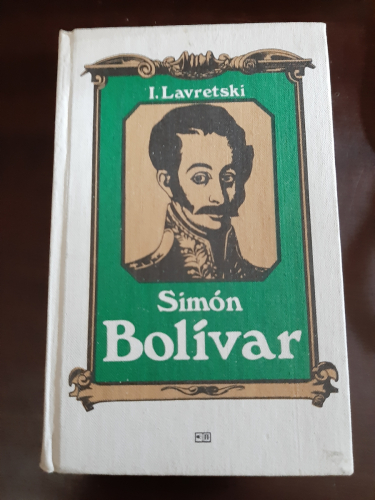 I. Lavretski
Simón
Bolívar